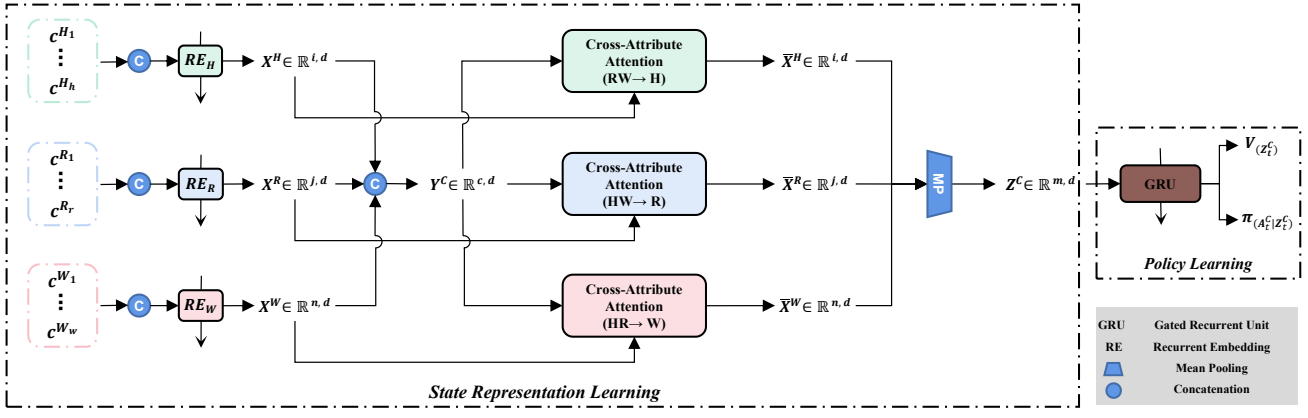 c^{H_1}
⋮
c^{H_h}
C
RE_H
X^H ∈ ℝ^{i, d}
Cross-Attribute
Attention
(RW→ H)
X̅^H ∈ ℝ^{i, d}
c^{R_1}
⋮
c^{R_r}
C
RE_R
X^R ∈ ℝ^{j, d}
C
Y^C ∈ ℝ^{c, d}
Cross-Attribute
Attention
(HW→ R)
X̅^R ∈ ℝ^{j, d}
MP
Z^C ∈ ℝ^{m, d}
c^{W_1}
⋮
c^{W_w}
C
RE_W
X^W ∈ ℝ^{n, d}
Cross-Attribute
Attention
(HR→ W)
X̅^W ∈ ℝ^{n, d}
State Representation Learning
GRU
V_{(Z_t^C)}
π_{(A_t^C|Z_t^C)}
Policy Learning
GRU Gated Recurrent Unit
RE Recurrent Embedding
Mean Pooling
C Concatenation